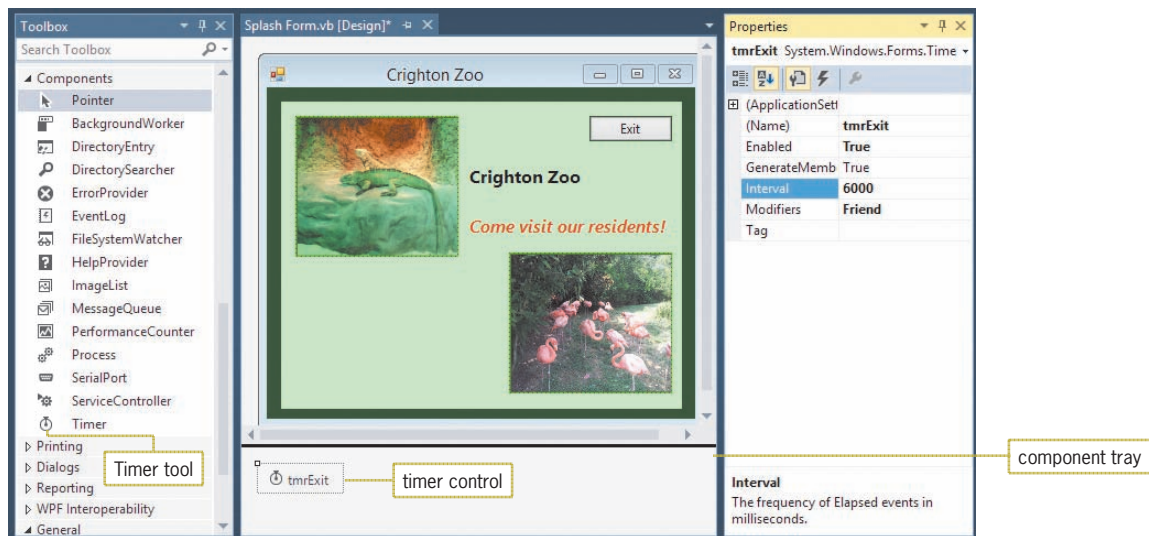 Toolbox
Search Toolbox
Components
Pointer
BackgroundWorker
DirectoryEntry
DirectorySearcher
ErrorProvider
EventLog
FileSystemWatcher
HelpProvider
ImageList
MessageQueue
PerformanceCounter
Process
SerialPort
ServiceController
Timer
Printing
Dialogs
Reporting
WPF Interoperability
General
Timer tool
Splash Form.vb [Design]*
Crighton Zoo
Exit
Crighton Zoo
Come visit our residents!
tmrExit
timer control
Properties
tmrExit System.Windows.Forms.Time
(ApplicationSett
(Name) tmrExit
Enabled True
GenerateMemb True
Interval 6000
Modifiers Friend
Tag
component tray
Interval
The frequency of Elapsed events in
milliseconds.